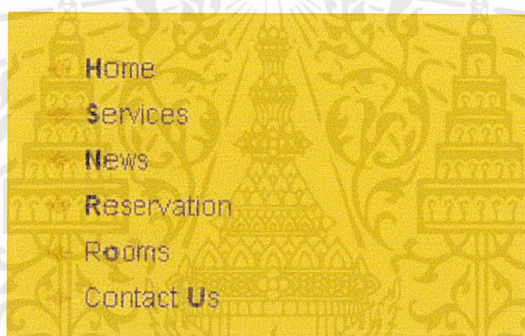 Home
Services
News
Reservation
Rooms
Contact Us